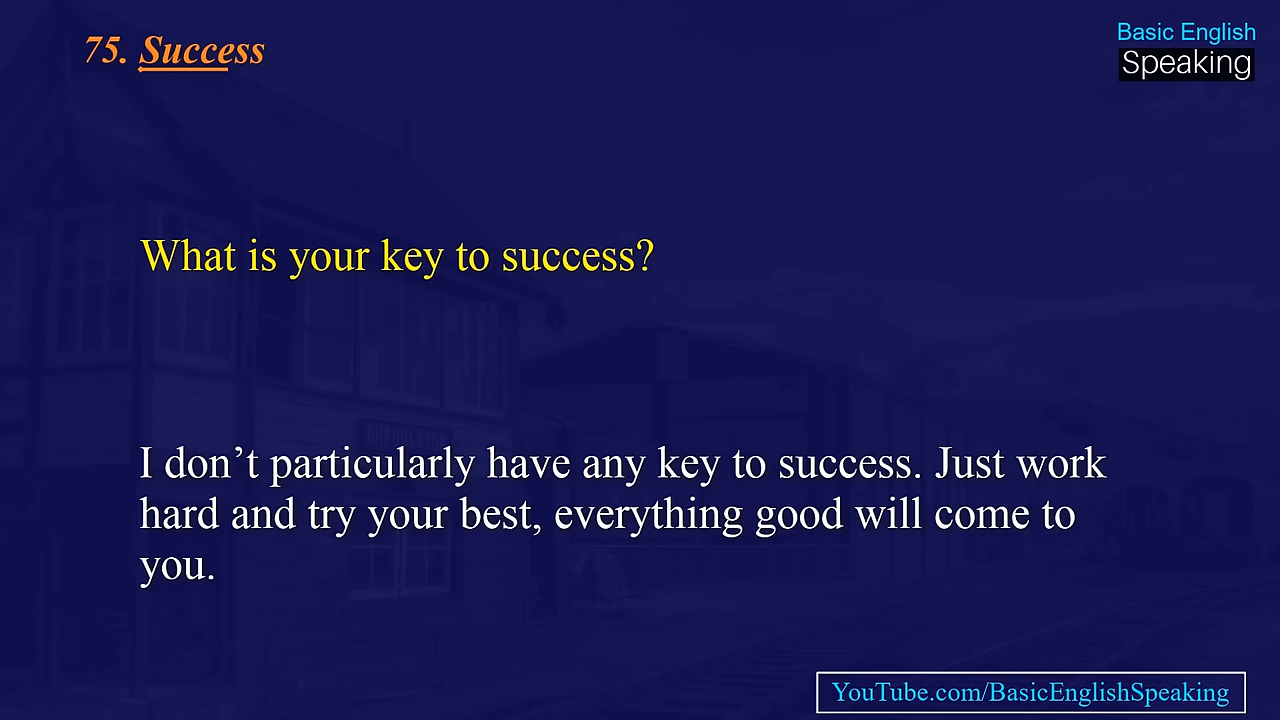 75. Success
Basic English
Speaking
What is your key to success?
I don’t particularly have any key to success. Just work
hard and try your best, everything good will come to
you.
YouTube.com/BasicEnglishSpeaking